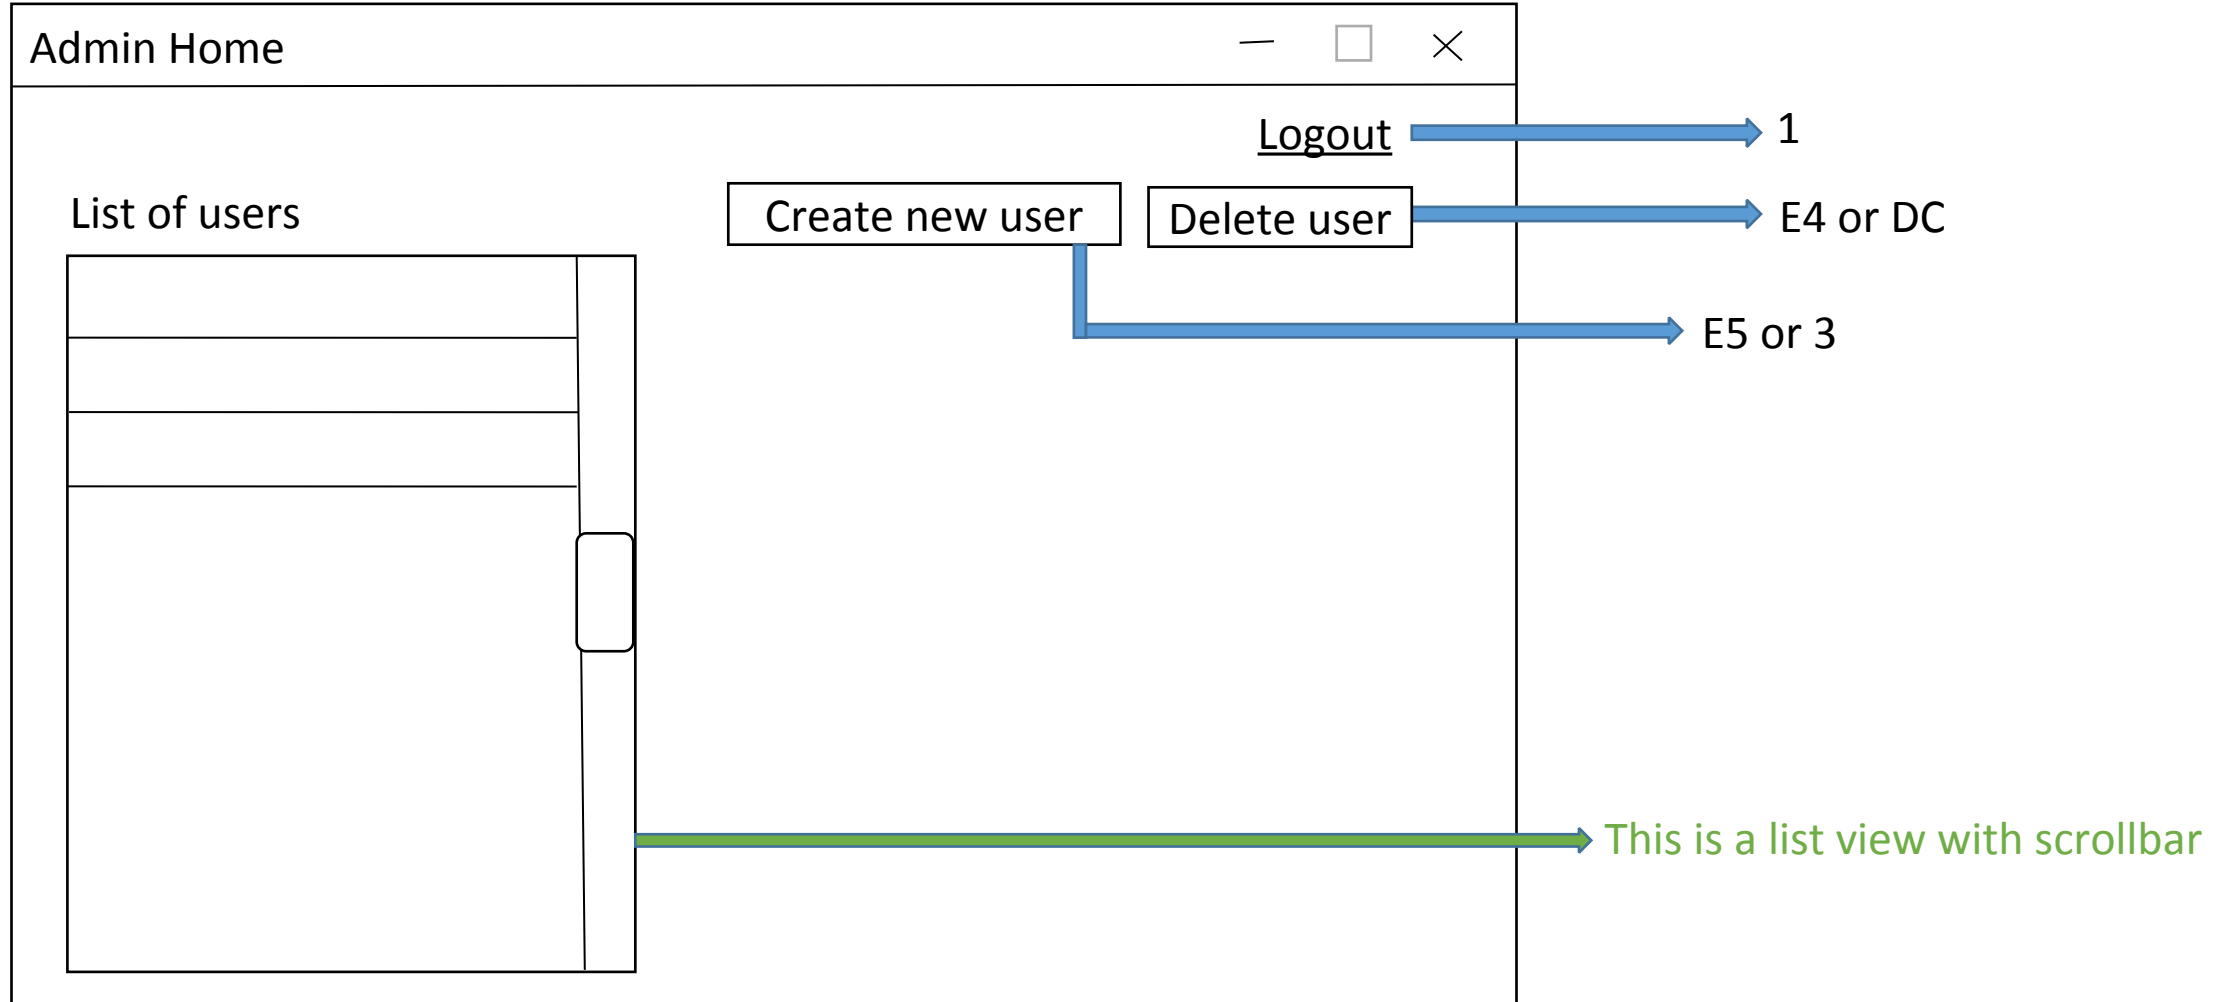 Admin Home
Logout
1
List of users
Create new user
Delete user
E4 or DC
E5 or 3
This is a list view with scrollbar